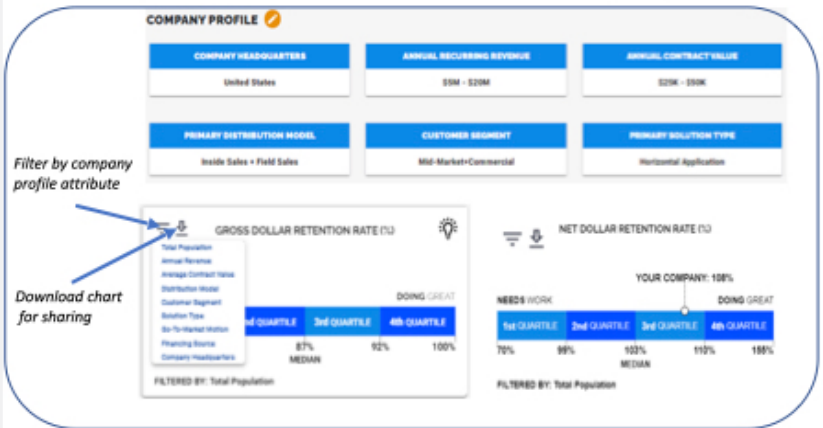 COMPANY PROFILE
COMPANY HEADQUARTERS
United States
ANNUAL RECURRING REVENUE
$5M - $20M
ANNUAL CONTRACT VALUE
$25K - $50K
PRIMARY DISTRIBUTION MODEL
Inside Sales + Field Sales
CUSTOMER SEGMENT
Mid-Market+Commercial
PRIMARY SOLUTION TYPE
Horizontal Application
Filter by company
profile attribute
Download chart
for sharing
GROSS DOLLAR RETENTION RATE (%)
Total Population
Annual Revenue
Average Contract Value
Distribution Model
Customer Segment
Solution Type
Go-To-Market Motion
Financing Source
Company Headquarters
DOING GREAT
QUARTILE 3rd QUARTILE 4th QUARTILE
87% 92% 100%
MEDIAN
FILTERED BY: Total Population
NET DOLLAR RETENTION RATE (%)
YOUR COMPANY: 108%
NEEDS WORK DOING GREAT
1st QUARTILE 2nd QUARTILE 3rd QUARTILE 4th QUARTILE
70% 99% 103% 110% 155%
MEDIAN
FILTERED BY: Total Population